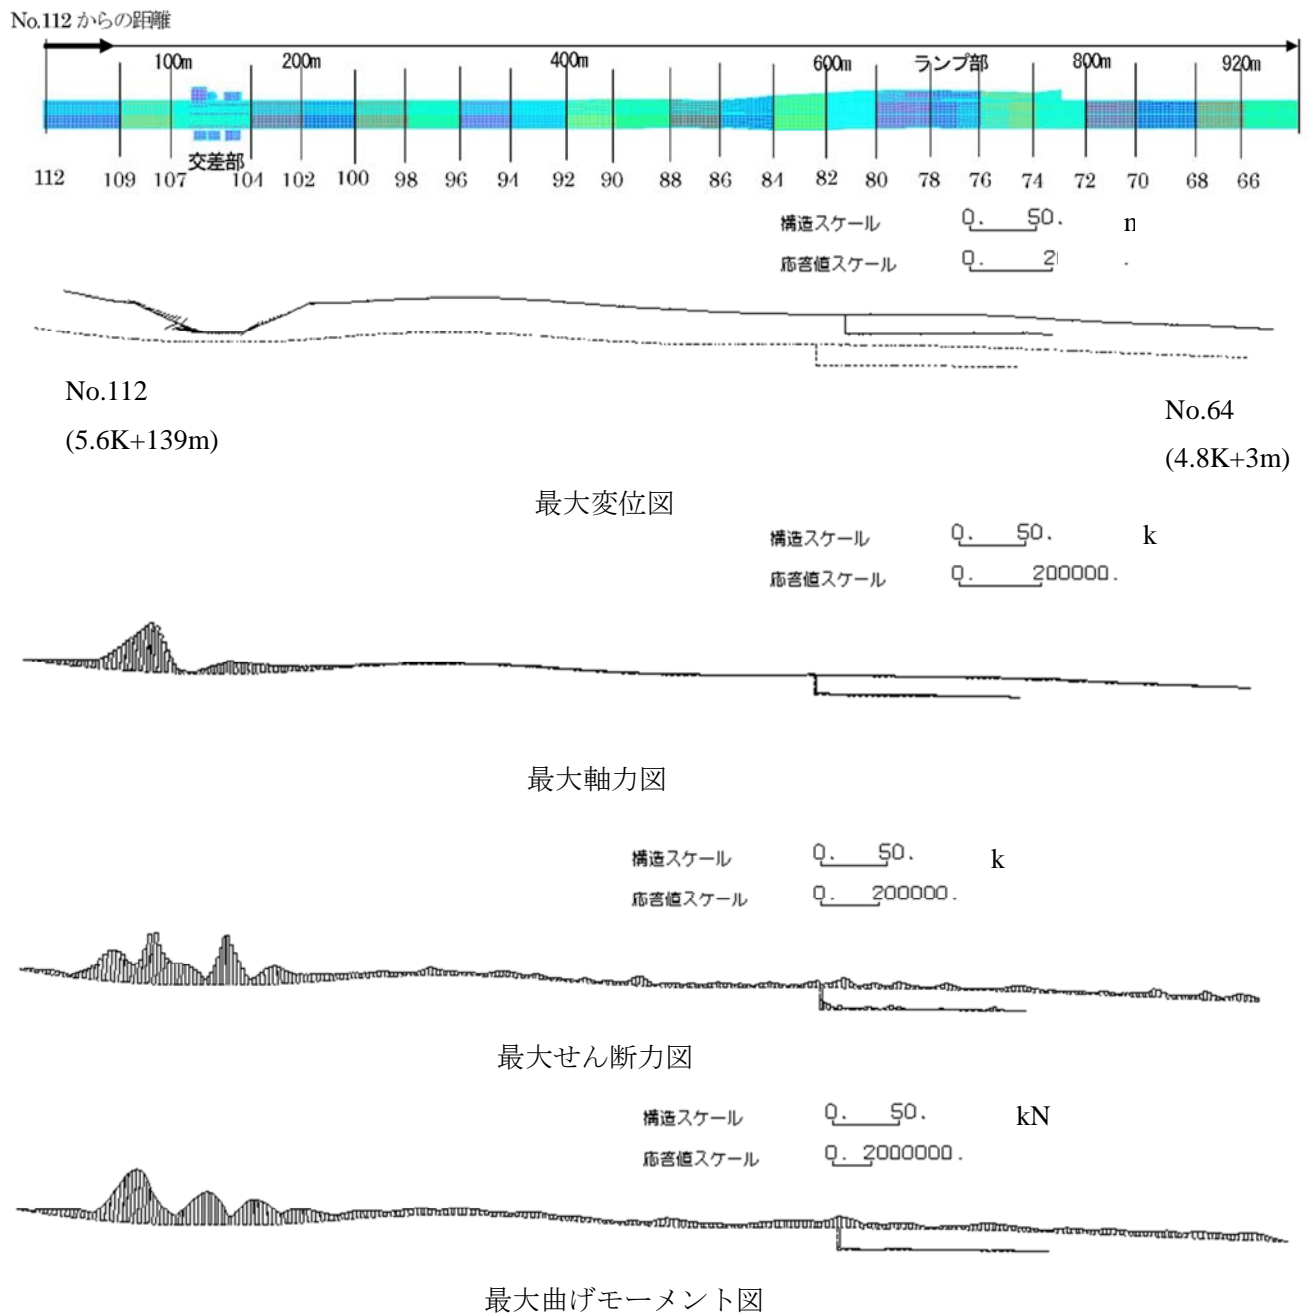 No.112 からの距離
100m 200m 400m 600m ランプ部 800m 920m
交差部
112 109 107 104 102 100 98 96 94 92 90 88 86 84 82 80 78 76 74 72 70 68 66
構造スケール 0. 50. n
応答値スケール 0. 2 .
No.112
(5.6K+139m)
No.64
(4.8K+3m)
最大変位図
構造スケール 0. 50. k
応答値スケール 0. 200000.
最大軸力図
構造スケール 0. 50. k
応答値スケール 0. 200000.
最大せん断力図
構造スケール 0. 50. kN
応答値スケール 0. 2000000.
最大曲げモーメント図